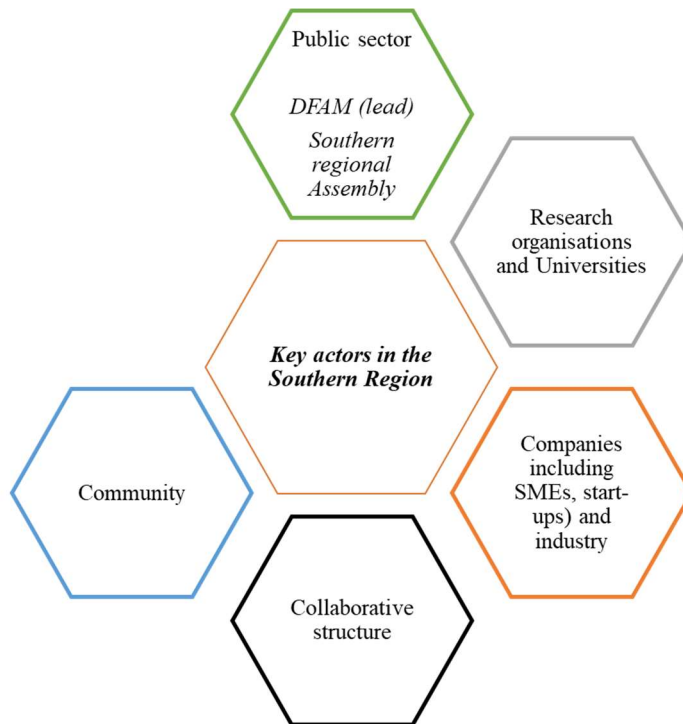 Public sector
DFAM (lead)
Southern
regional
Assembly
Research
organisations
and Universities
Key actors in the
Southern Region
Companies
including
SMEs, start-
ups) and
industry
Community
Collaborative
structure